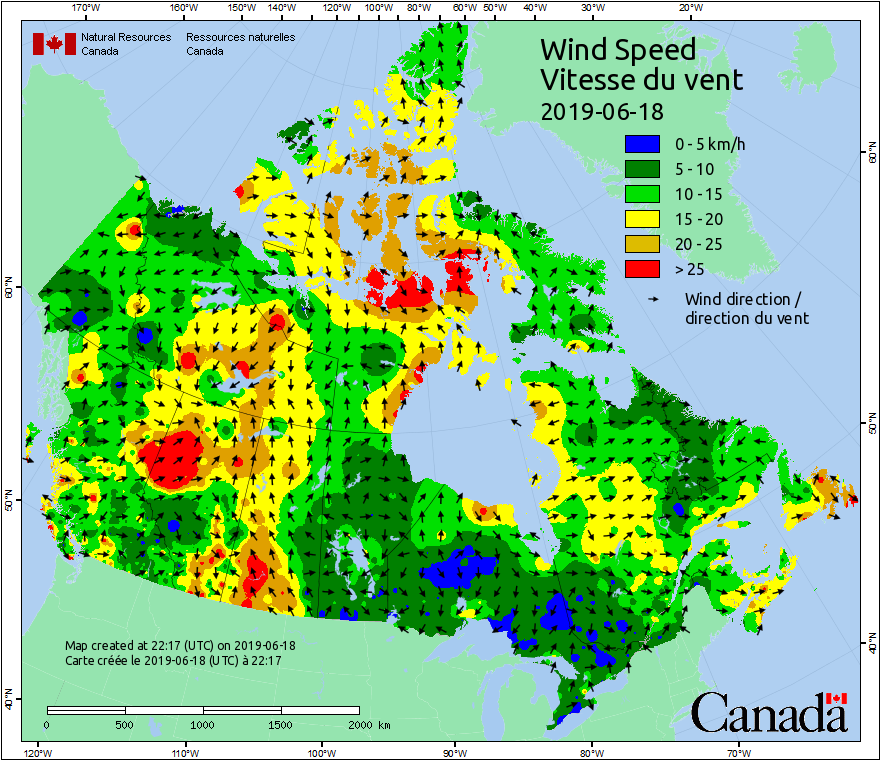 170°W 160°W 150°W 140°W 130°W 120°W 110°W 100°W 90°W 80°W 70°W 60°W 50°W 40°W 30°W 20°W
Natural Resources Canada
Ressources naturelles Canada
Wind Speed
Vitesse du vent
2019-06-18
0 - 5 km/h
5 - 10
10 - 15
15 - 20
20 - 25
> 25
Wind direction /
direction du vent
60°N
50°N
40°N
60°N
50°N
40°N
Map created at 22:17 (UTC) on 2019-06-18
Carte créée le 2019-06-18 (UTC) à 22:17
0 500 1000 1500 2000 km
Canada
120°W 110°W 100°W 90°W 80°W 70°W